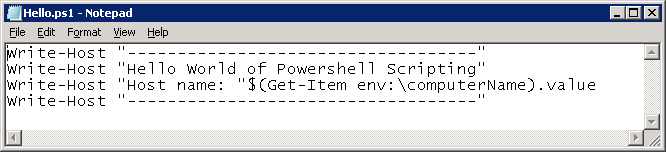 Hello.ps1 - Notepad
File Edit Format View Help
Write-Host "-----------------------------------"
Write-Host "Hello World of Powershell Scripting"
Write-Host "Host name: "$(Get-Item env:\computerName).value
Write-Host "-----------------------------------"